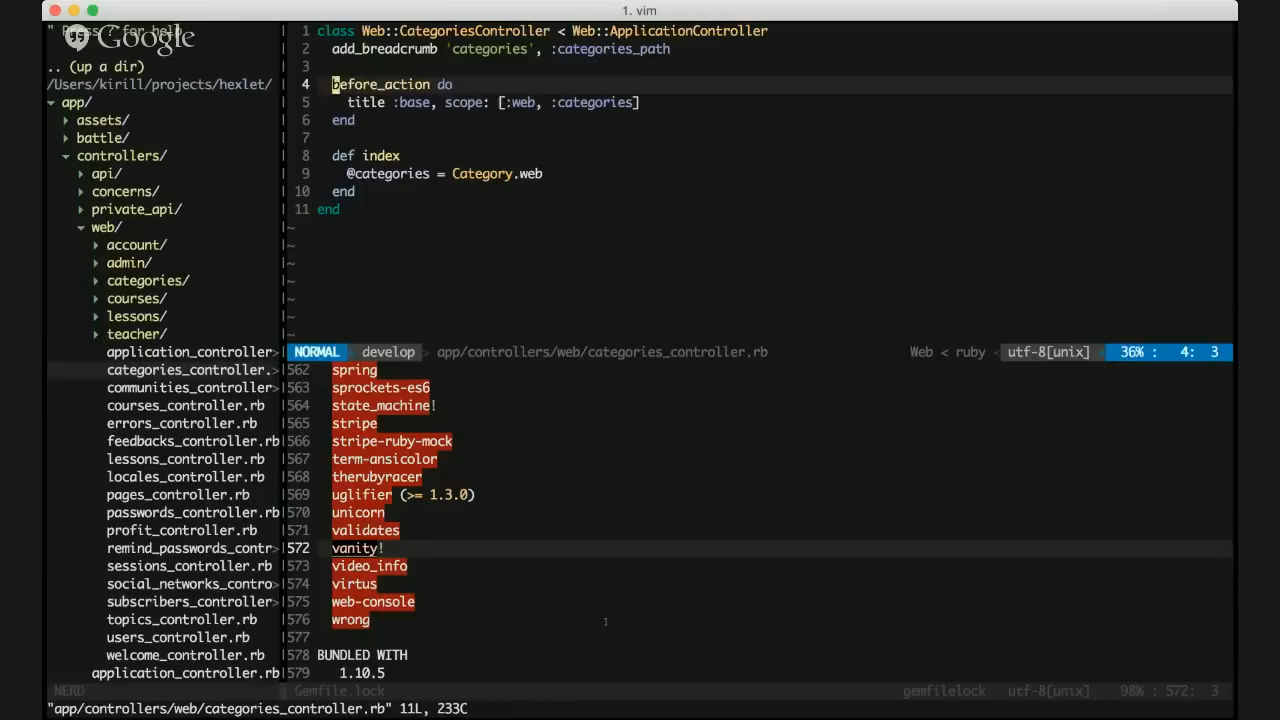 1. vim
" Press ? for help
Google
.. (up a dir)
/Users/kirill/projects/hexlet/
app/
assets/
battle/
controllers/
api/
concerns/
private_api/
web/
account/
admin/
categories/
courses/
lessons/
teacher/
application_controller>
categories_controller.>
communities_controller>
courses_controller.rb
errors_controller.rb
feedbacks_controller.rb
lessons_controller.rb
locales_controller.rb
pages_controller.rb
passwords_controller.rb
profit_controller.rb
remind_passwords_contr>
sessions_controller.rb
social_networks_contro>
subscribers_controller>
topics_controller.rb
users_controller.rb
welcome_controller.rb
application_controller.rb
NERD
1 class Web::CategoriesController < Web::ApplicationController
2 add_breadcrumb 'categories', :categories_path
3
4 before_action do
5 title :base, scope: [:web, :categories]
6 end
7
8 def index
9 @categories = Category.web
10 end
11 end
~
~
~
~
~
~
~
NORMAL develop > app/controllers/web/categories_controller.rb Web < ruby < utf-8[unix] 36% : 4: 3
562 spring
563 sprockets-es6
564 state_machine!
565 stripe
566 stripe-ruby-mock
567 term-ansicolor
568 therubyracer
569 uglifier (>= 1.3.0)
570 unicorn
571 validates
572 vanity!
573 video_info
574 virtus
575 web-console
576 wrong
577
578 BUNDLED WITH
579 1.10.5
Gemfile.lock gemfilelock utf-8[unix] 98% : 572: 3
"app/controllers/web/categories_controller.rb" 11L, 233C